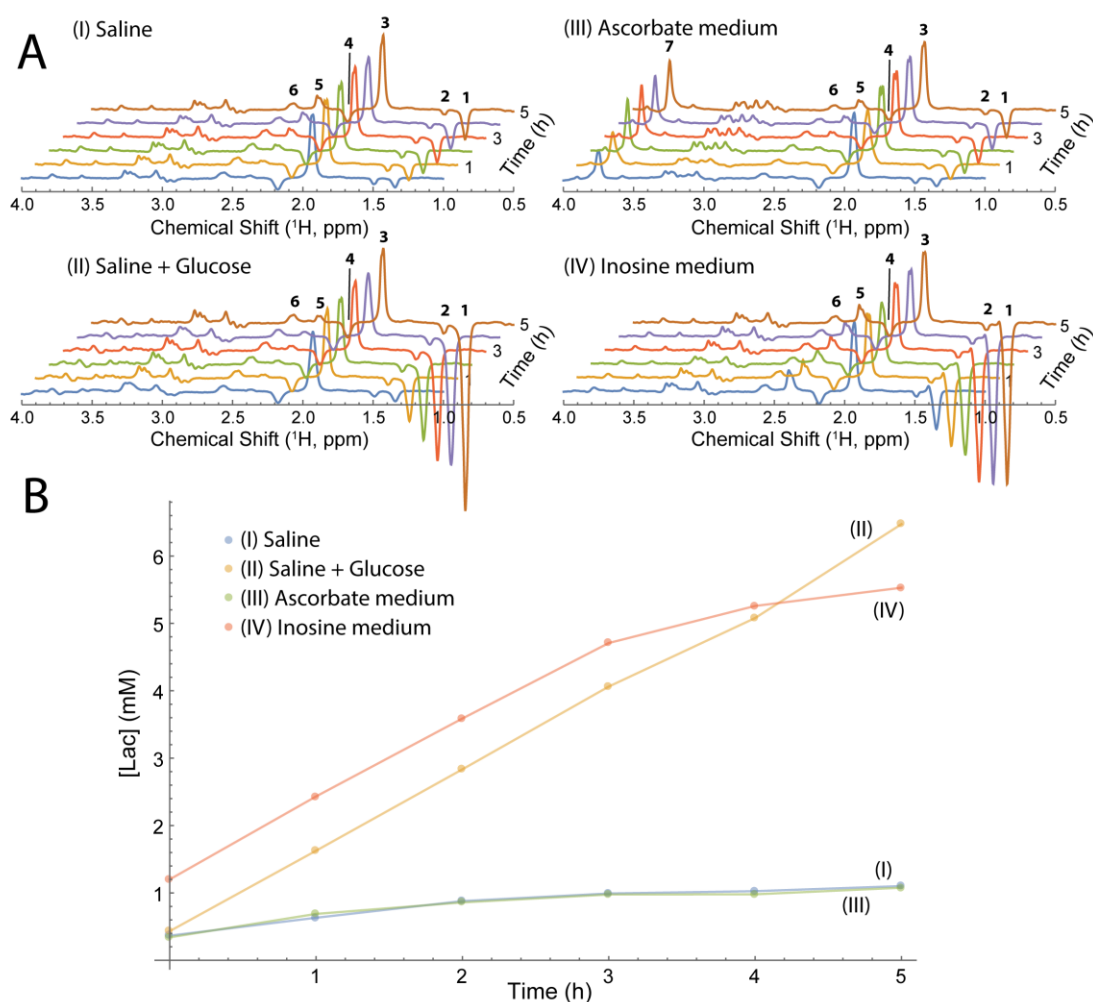 A
(I) Saline
6 5 4 3 2 1
1 3 5
Time (h)
4.0 3.5 3.0 2.5 2.0 1.5 1.0 0.5
Chemical Shift (¹H, ppm)
(III) Ascorbate medium
7 6 5 4 3 2 1
1 3 5
Time (h)
4.0 3.5 3.0 2.5 2.0 1.5 1.0 0.5
Chemical Shift (¹H, ppm)
(II) Saline + Glucose
6 5 4 3 2 1
1 3 5
Time (h)
4.0 3.5 3.0 2.5 2.0 1.5 1.0 0.5
Chemical Shift (¹H, ppm)
(IV) Inosine medium
6 5 4 3 2 1
1 3 5
Time (h)
4.0 3.5 3.0 2.5 2.0 1.5 1.0 0.5
Chemical Shift (¹H, ppm)
B
(I) Saline
(II) Saline + Glucose
(III) Ascorbate medium
(IV) Inosine medium
(II)
(IV)
(I)
(III)
[Lac] (mM)
6
5
4
3
2
1
1 2 3 4 5
Time (h)